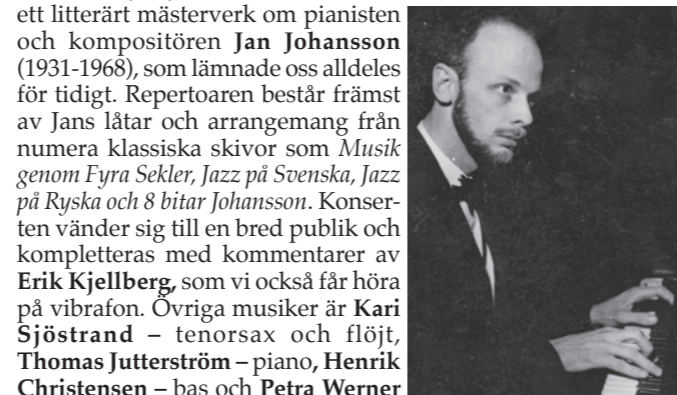 ett litterärt mästerverk om pianisten
och kompositören Jan Johansson
(1931-1968), som lämnade oss alldeles
för tidigt. Repertoaren består främst
av Jans låtar och arrangemang från
numera klassiska skivor som Musik
genom Fyra Sekler, Jazz på Svenska, Jazz
på Ryska och 8 bitar Johansson. Konser-
ten vänder sig till en bred publik och
kompletteras med kommentarer av
Erik Kjellberg, som vi också får höra
på vibrafon. Övriga musiker är Kari
Sjöstrand – tenorsax och flöjt,
Thomas Jutterström – piano, Henrik
Christensen – bas och Petra Werner